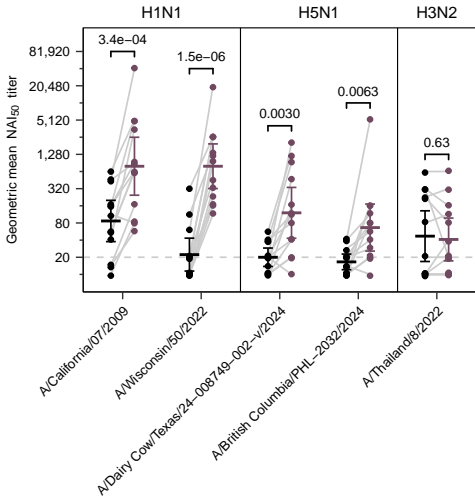 H1N1 H5N1 H3N2
Geometric mean NAI50 titer
81,920
20,480
5,120
1,280
320
80
20
3.4e−04
1.5e−06
0.0030
0.0063
0.63
A/California/07/2009
A/Wisconsin/50/2022
A/Dairy Cow/Texas/24−008749−002−v/2024
A/British Columbia/PHL−2032/2024
A/Thailand/8/2022